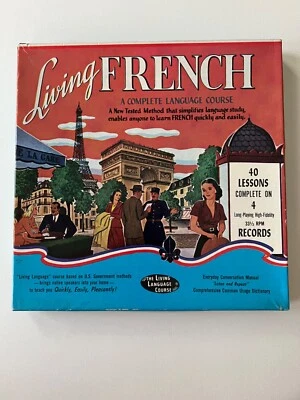 Living FRENCH
A COMPLETE LANGUAGE COURSE
A New Tested Method that simplifies language study,
enables anyone to learn FRENCH quickly and easily.
LA GARE
40
LESSONS
COMPLETE ON
4
Long-Playing High-Fidelity
33⅓ RPM
RECORDS
"Living Language" course based on U.S. Government methods
—brings native speakers into your home—
to teach you Quickly, Easily, Pleasantly!
THE LIVING
LANGUAGE
COURSE
Everyday Conversation Manual
"Listen and Repeat"
Comprehensive Common-Usage Dictionary